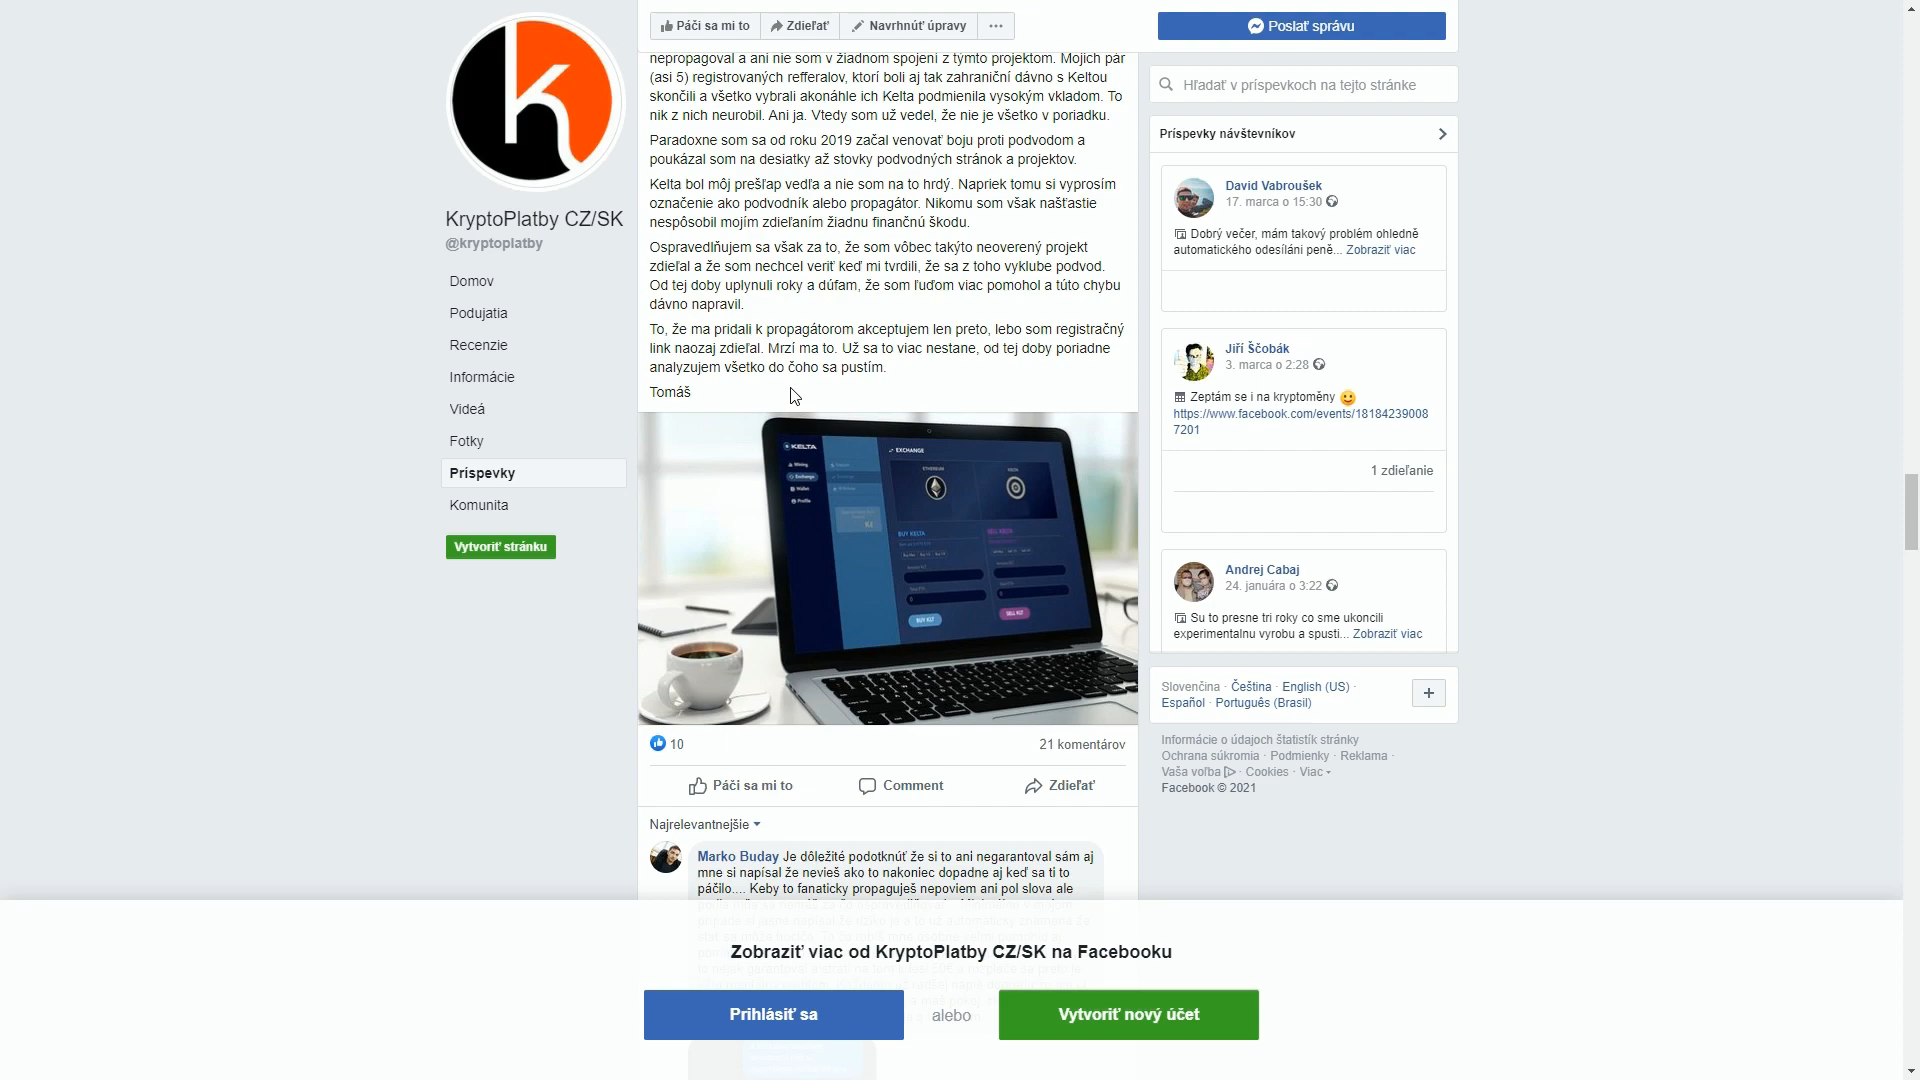 Páči sa mi to
Zdieľať
Navrhnúť úpravy
Poslať správu
KryptoPlatby CZ/SK
@kryptoplatby
Domov
Podujatia
Recenzie
Informácie
Videá
Fotky
Príspevky
Komunita
Vytvoriť stránku
nepropagoval a ani nie som v žiadnom spojení z týmto projektom. Mojich pár
(asi 5) registrovaných refferalov, ktorí boli aj tak zahraniční dávno s Keltou
skončili a všetko vybrali akonáhle ich Kelta podmienila vysokým vkladom. To
nik z nich neurobil. Ani ja. Vtedy som už vedel, že nie je všetko v poriadku.
Paradoxne som sa od roku 2019 začal venovať boju proti podvodom a
poukázal som na desiatky až stovky podvodných stránok a projektov.
Kelta bol môj prešľap vedľa a nie som na to hrdý. Napriek tomu si vyprosím
označenie ako podvodník alebo propagátor. Nikomu som však našťastie
nespôsobil mojím zdieľaním žiadnu finančnú škodu.
Ospravedlňujem sa však za to, že som vôbec takýto neoverený projekt
zdieľal a že som nechcel veriť keď mi tvrdili, že sa z toho vyklube podvod.
Od tej doby uplynuli roky a dúfam, že som ľuďom viac pomohol a túto chybu
dávno napravil.
To, že ma pridali k propagátorom akceptujem len preto, lebo som registračný
link naozaj zdieľal. Mrzí ma to. Už sa to viac nestane, od tej doby poriadne
analyzujem všetko do čoho sa pustím.
Tomáš
KELTA
EXCHANGE
Mining
Exchange
Wallet
Profile
ETHEREUM
BUY KELTA
SELL KELTA
BUY KLT
SELL KLT
10
21 komentárov
Páči sa mi to
Comment
Zdieľať
Najrelevantnejšie
Marko Buday Je dôležité podotknúť že si to ani negarantoval sám aj
mne si napísal že nevieš ako to nakoniec dopadne aj keď sa ti to
páčilo.... Keby to fanaticky propaguješ nepoviem ani pol slova ale
Hľadať v príspevkoch na tejto stránke
Príspevky návštevníkov
David Vabroušek
17. marca o 15:30
Dobrý večer, mám takový problém ohledně
automatického odesíláni peně... Zobraziť viac
Jiří Ščobák
3. marca o 2:28
Zeptám se i na kryptoměny
https://www.facebook.com/events/18184239008
7201
1 zdieľanie
Andrej Cabaj
24. januára o 3:22
Su to presne tri roky co sme ukoncili
experimentalnu vyrobu a spusti... Zobraziť viac
Slovenčina · Čeština · English (US) ·
Español · Português (Brasil)
Informácie o údajoch štatistík stránky
Ochrana súkromia · Podmienky · Reklama ·
Vaša voľba · Cookies · Viac
Facebook © 2021
Zobraziť viac od KryptoPlatby CZ/SK na Facebooku
Prihlásiť sa
alebo
Vytvoriť nový účet